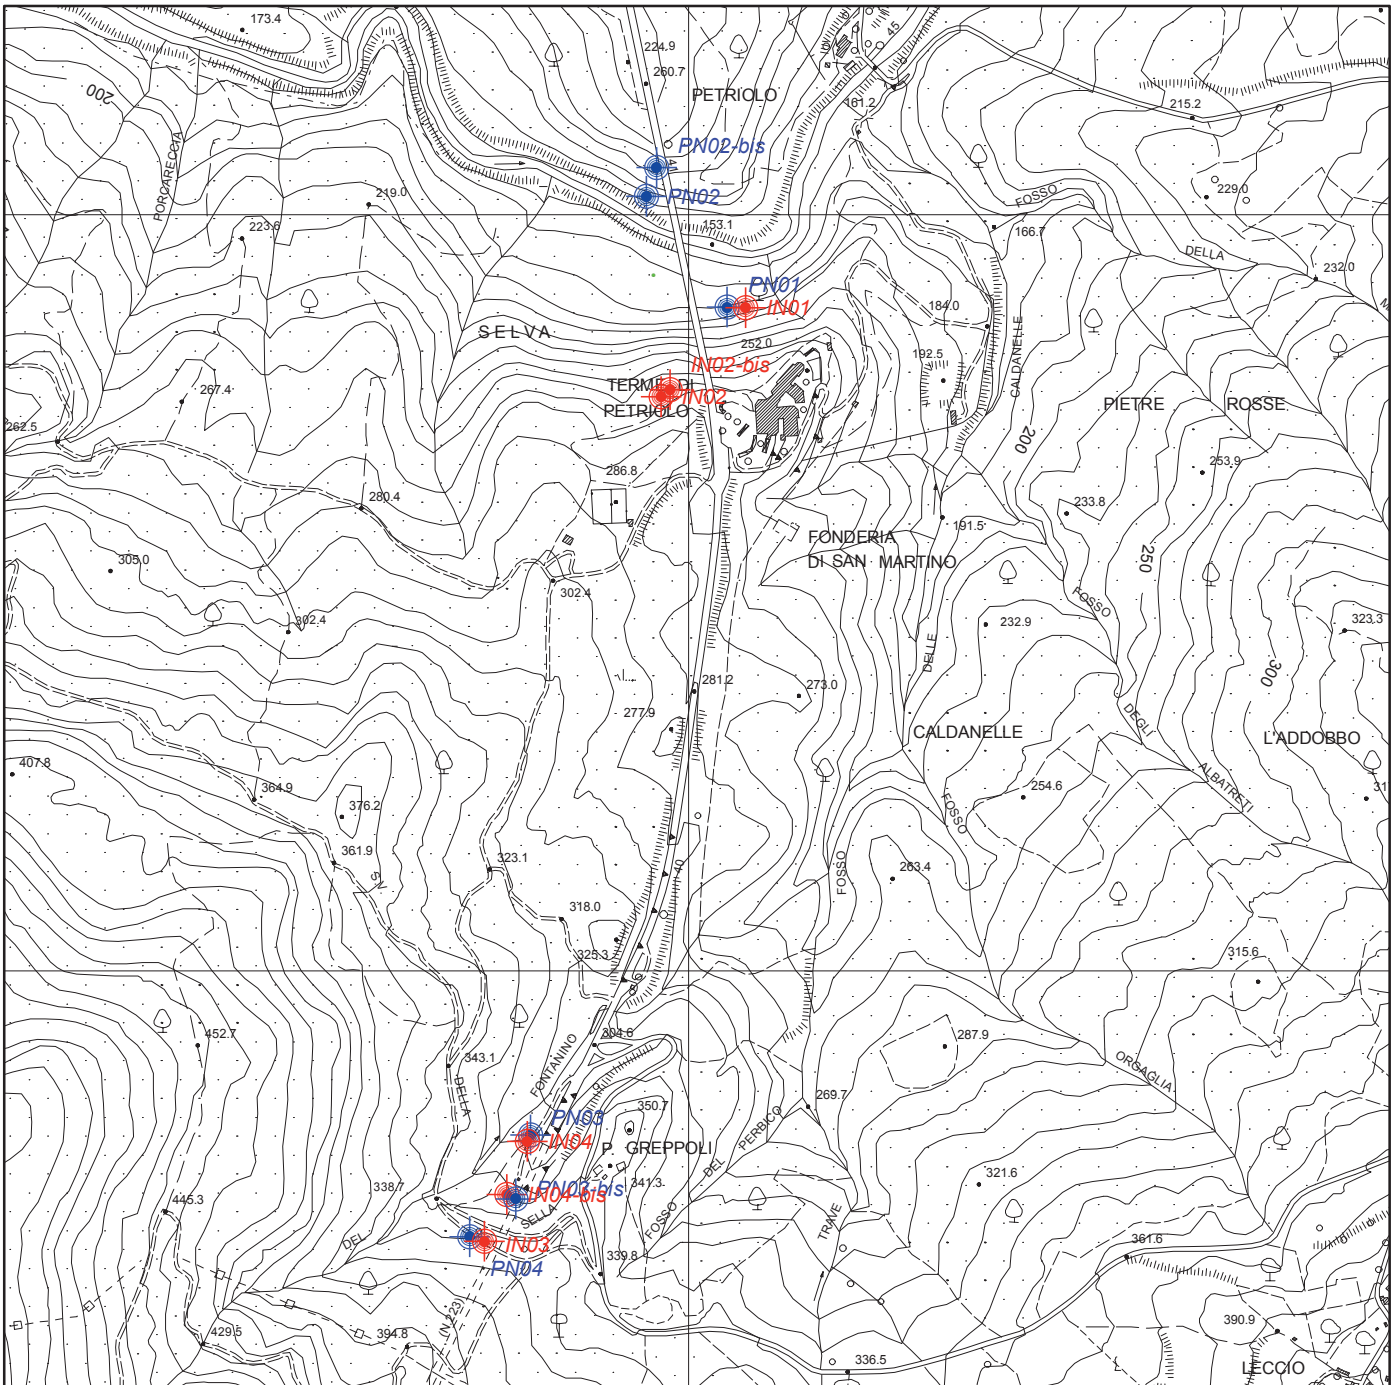 173.4
45
224.9
260.7
200
PETRIOLO
161.2
215.2
PN02-bis
44
PORCARECCIA
219.0
PN02
FOSSO
229.0
223.6
153.1
166.7
DELLA
232.0
PN01
IN01
184.0
SELVA
252.0
192.5
CALDANELLE
IN02-bis
TERME DI
IN02
PETRIOLO
267.4
262.5
PIETRE ROSSE
200
253.9
286.8
280.4
233.8
191.5
FONDERIA
DI SAN MARTINO
250
305.0
302.4
FOSSO
302.4
232.9
323.3
DELLE
300
281.2
273.0
277.9
DEGLI
CALDANELLE
L'ADDOBBO
407.8
364.9
376.2
254.6
ALBATRETI
FOSSO
361.9
323.1
40
FOSSO
263.4
318.0
325.3
315.6
452.7
304.6
287.9
343.1
FONTANINO
DELLA
ORGAGLIA
350.7
269.7
PN03
IN04
P. GREPPOLI
PERBICO
DEL
338.7
341.3
321.6
PN03-bis
IN04-bis
445.3
SELLA
FOSSO
TRAVE
DEL
IN03
339.8
361.6
PN04
(N.223)
429.5
394.8
390.9
336.5
LECCIO